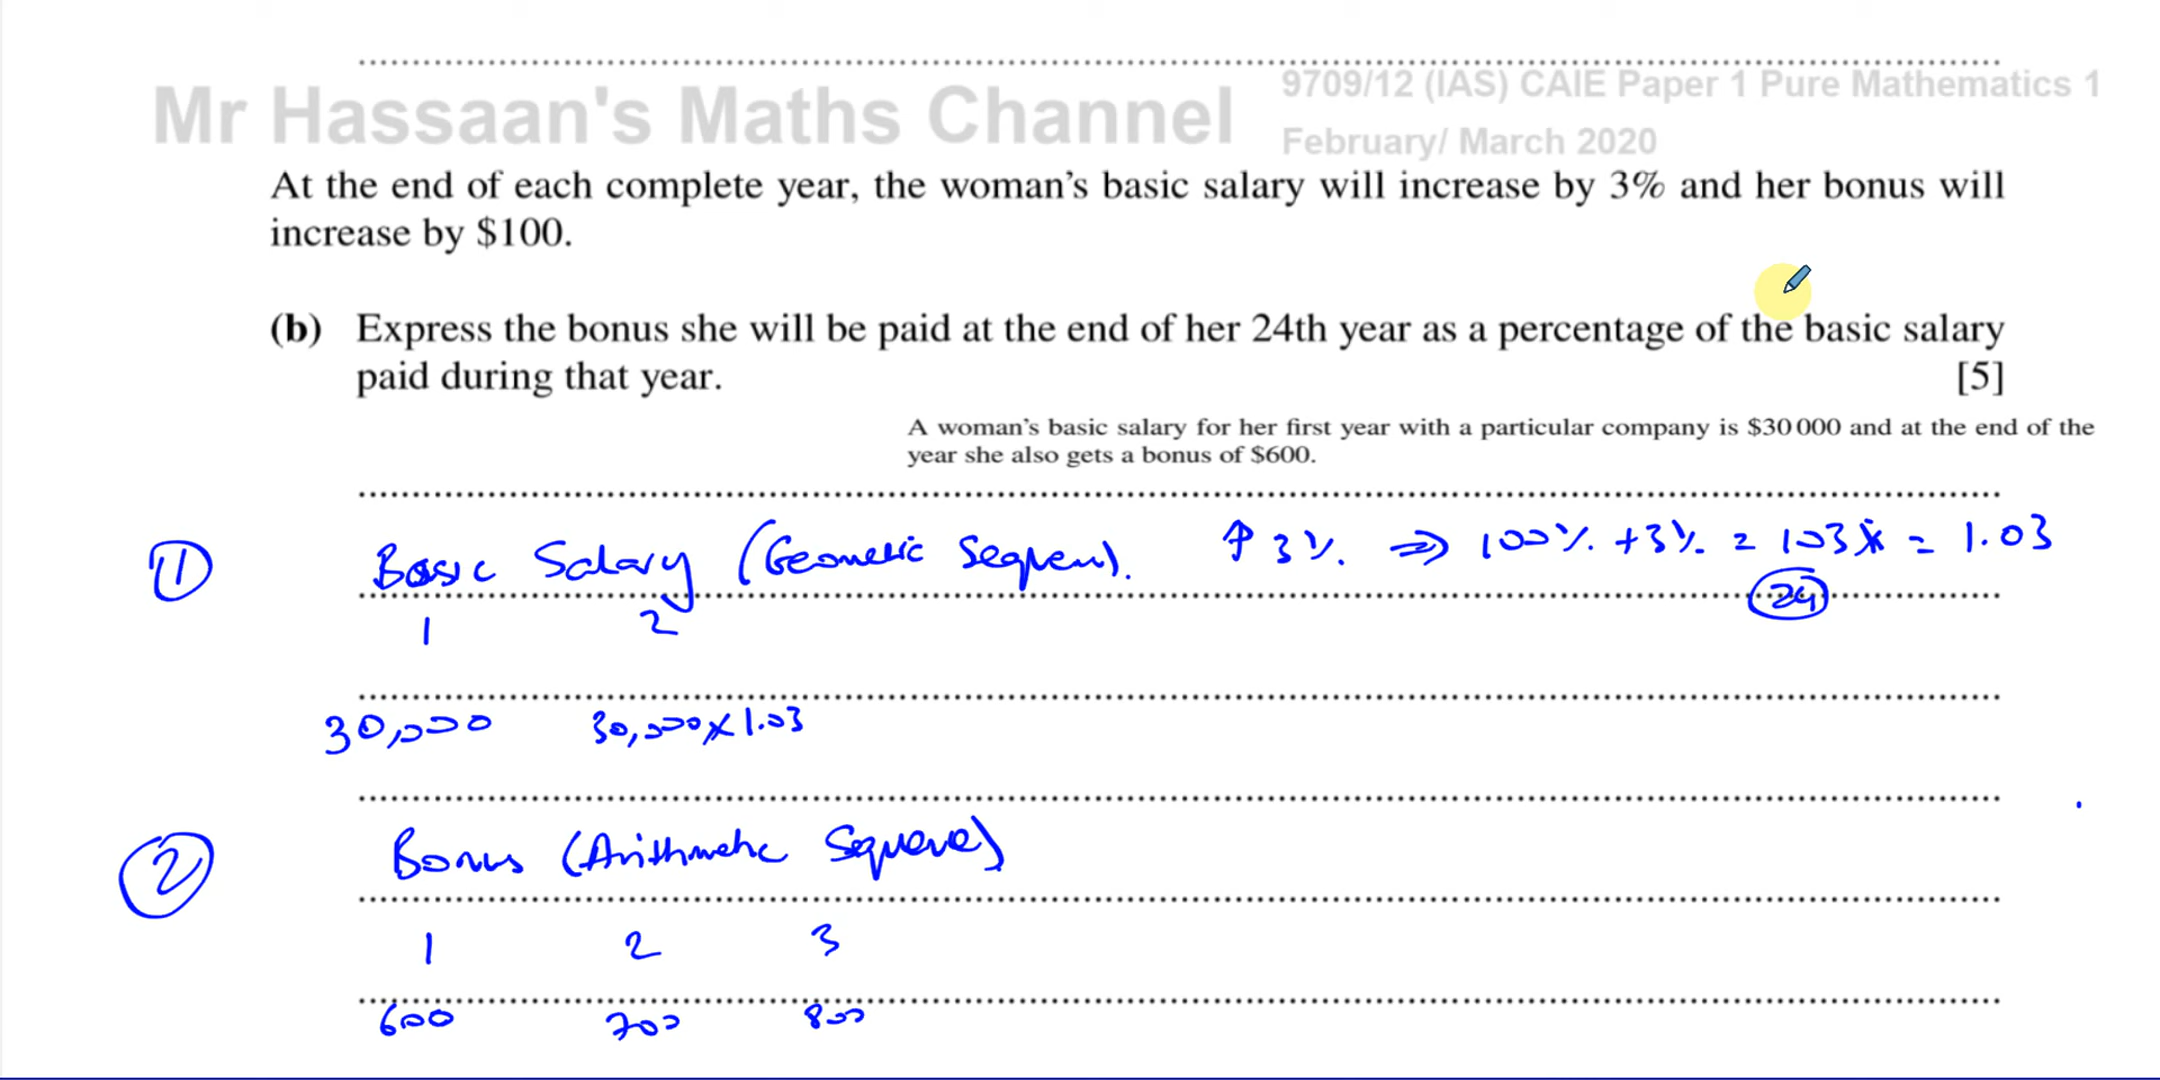 Mr Hassaan's Maths Channel
9709/12 (IAS) CAIE Paper 1 Pure Mathematics 1
February/ March 2020
At the end of each complete year, the woman's basic salary will increase by 3% and her bonus will
increase by $100.
(b) Express the bonus she will be paid at the end of her 24th year as a percentage of the basic salary
paid during that year. [5]
A woman's basic salary for her first year with a particular company is $30 000 and at the end of the
year she also gets a bonus of $600.
① Basic Salary (Geometric Sequence). ↑ 3% ⇒ 100% + 3% = 103% = 1.03
1 2 24
30,000 30,000 × 1.03
② Bonus (Arithmetic Sequence)
1 2 3
600 700 800